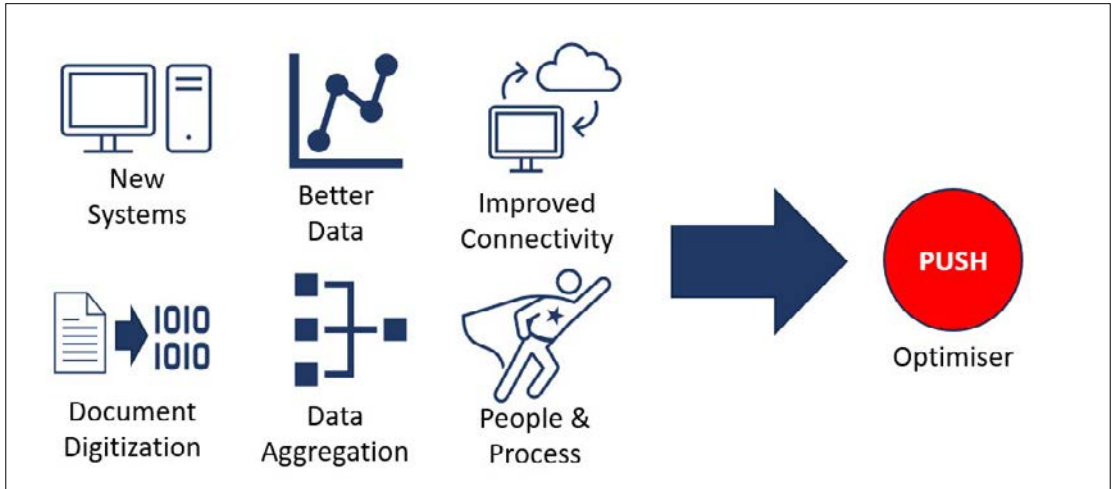 New
Systems
Better
Data
Improved
Connectivity
1010
1010
Document
Digitization
Data
Aggregation
People &
Process
PUSH
Optimiser